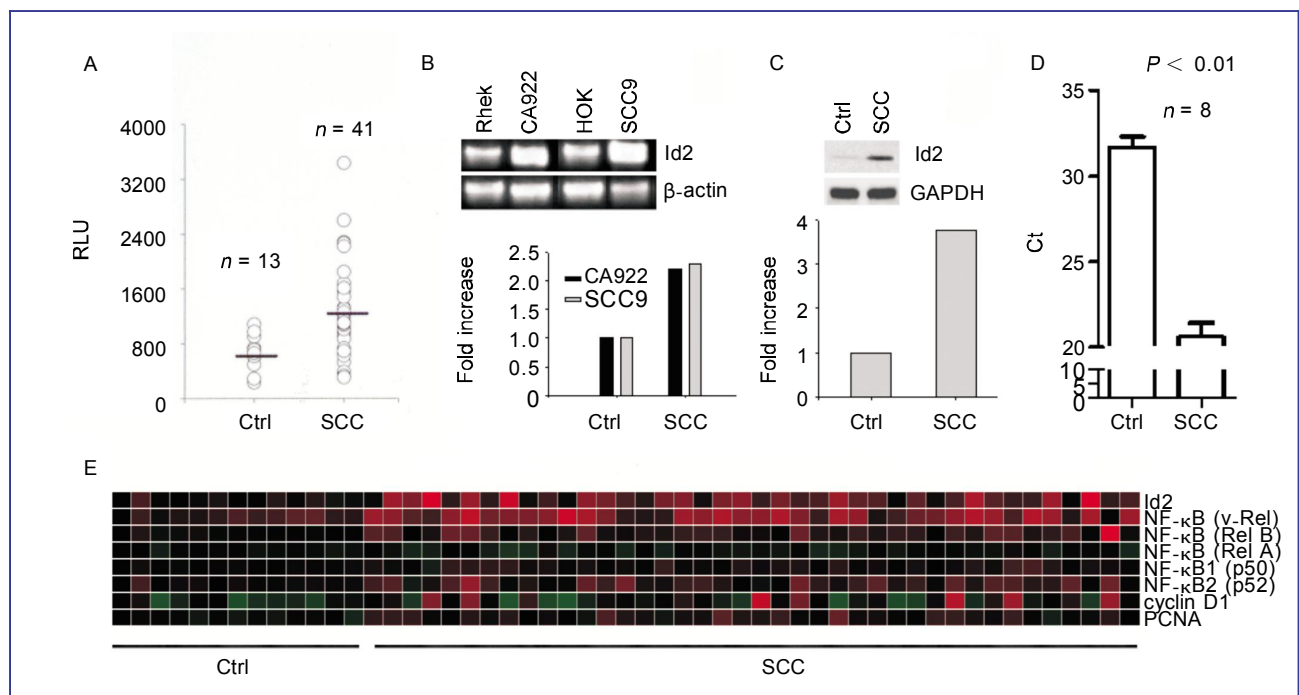 A
4000
3200
2400
1600
800
0
RLU
n = 13
n = 41
Ctrl
SCC
B
Rhek
CA922
HOK
SCC9
Id2
β-actin
2.5
2.0
1.5
1.0
0.5
0
Fold increase
CA922
SCC9
Ctrl
SCC
C
Ctrl
SCC
Id2
GAPDH
4
3
2
1
0
Fold increase
Ctrl
SCC
D
P < 0.01
n = 8
35
30
25
20
10
5
0
Ct
Ctrl
SCC
E
Id2
NF-κB (v-Rel)
NF-κB (Rel B)
NF-κB (Rel A)
NF-κB1 (p50)
NF-κB2 (p52)
cyclin D1
PCNA
Ctrl
SCC